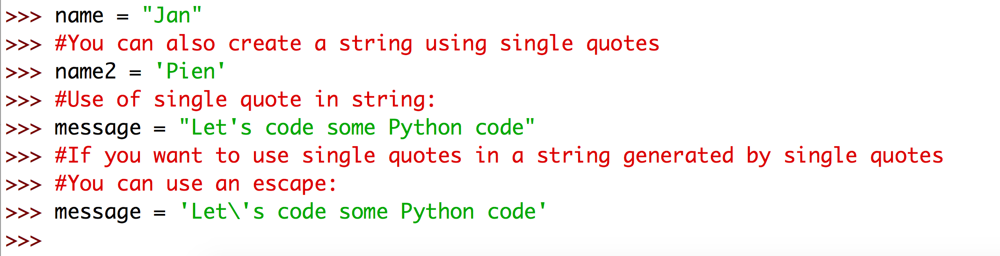 >>> name = "Jan"
>>> #You can also create a string using single quotes
>>> name2 = 'Pien'
>>> #Use of single quote in string:
>>> message = "Let's code some Python code"
>>> #If you want to use single quotes in a string generated by single quotes
>>> #You can use an escape:
>>> message = 'Let\'s code some Python code'
>>>